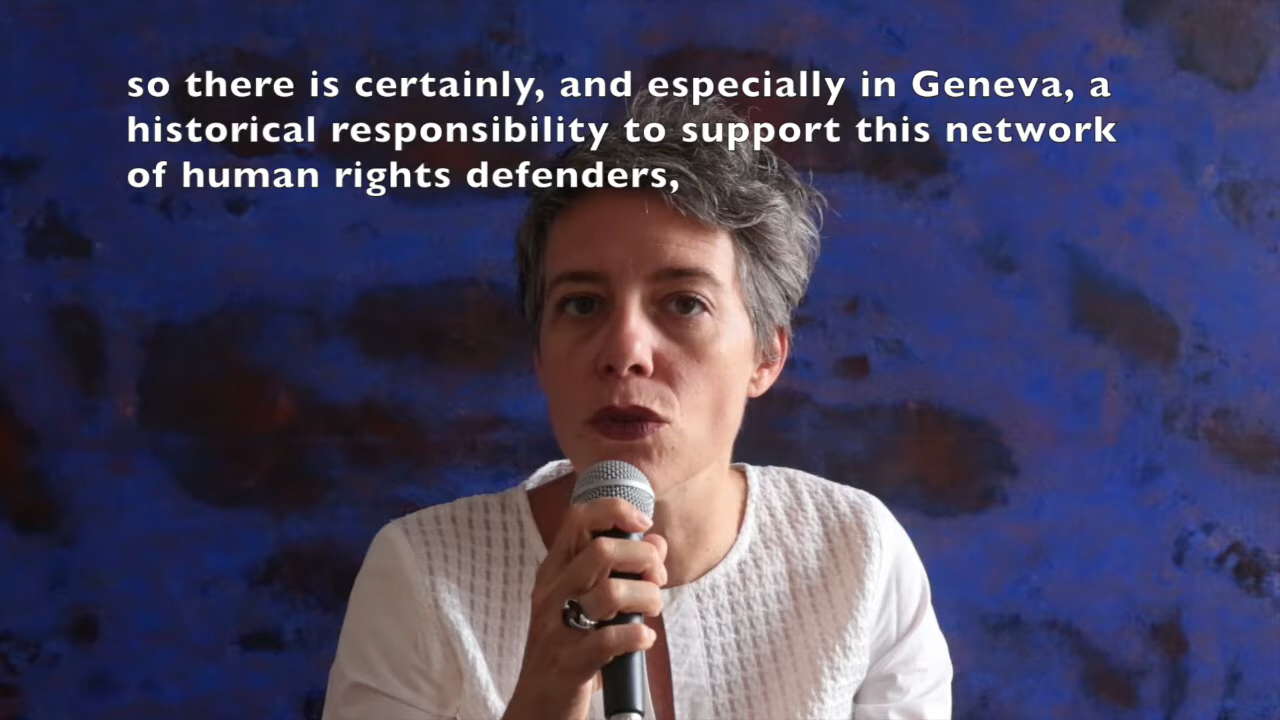 so there is certainly, and especially in Geneva, a
historical responsibility to support this network
of human rights defenders,